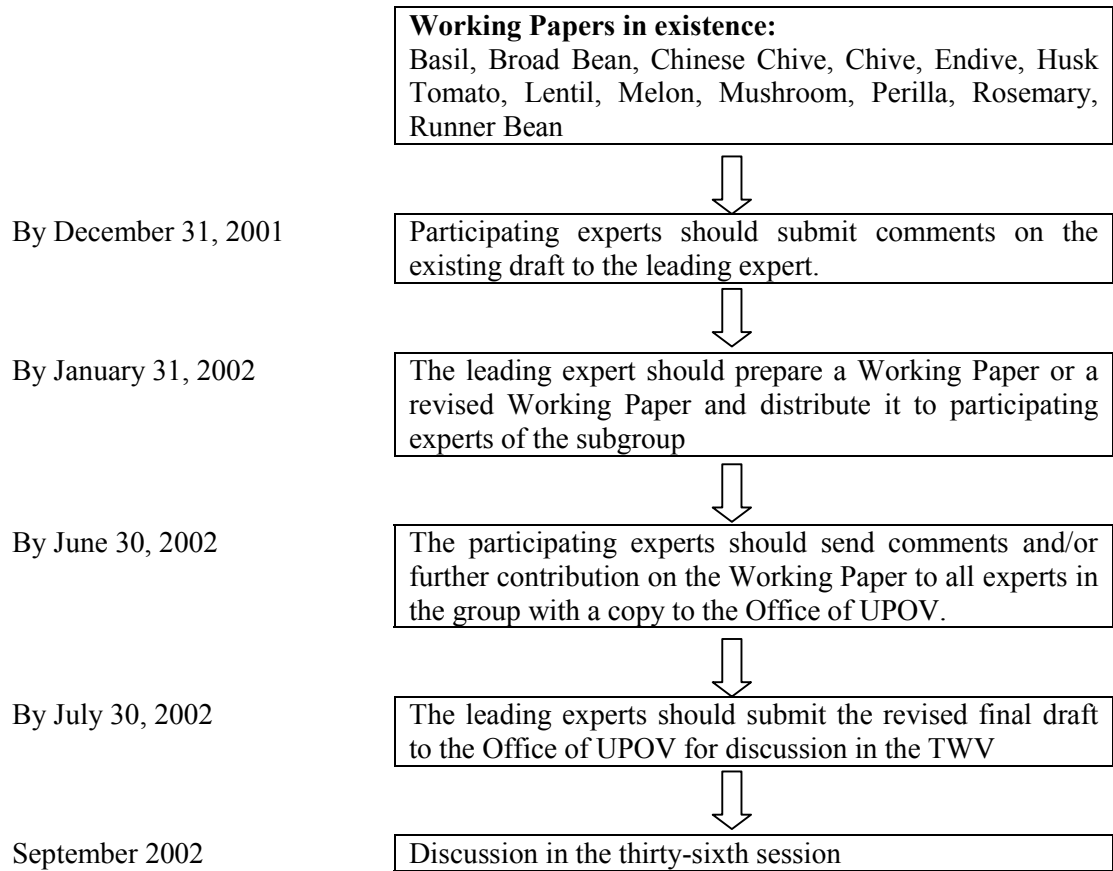 Working Papers in existence:
Basil, Broad Bean, Chinese Chive, Chive, Endive, Husk
Tomato, Lentil, Melon, Mushroom, Perilla, Rosemary,
Runner Bean
By December 31, 2001
Participating experts should submit comments on the
existing draft to the leading expert.
By January 31, 2002
The leading expert should prepare a Working Paper or a
revised Working Paper and distribute it to participating
experts of the subgroup
By June 30, 2002
The participating experts should send comments and/or
further contribution on the Working Paper to all experts in
the group with a copy to the Office of UPOV.
By July 30, 2002
The leading experts should submit the revised final draft
to the Office of UPOV for discussion in the TWV
September 2002
Discussion in the thirty-sixth session